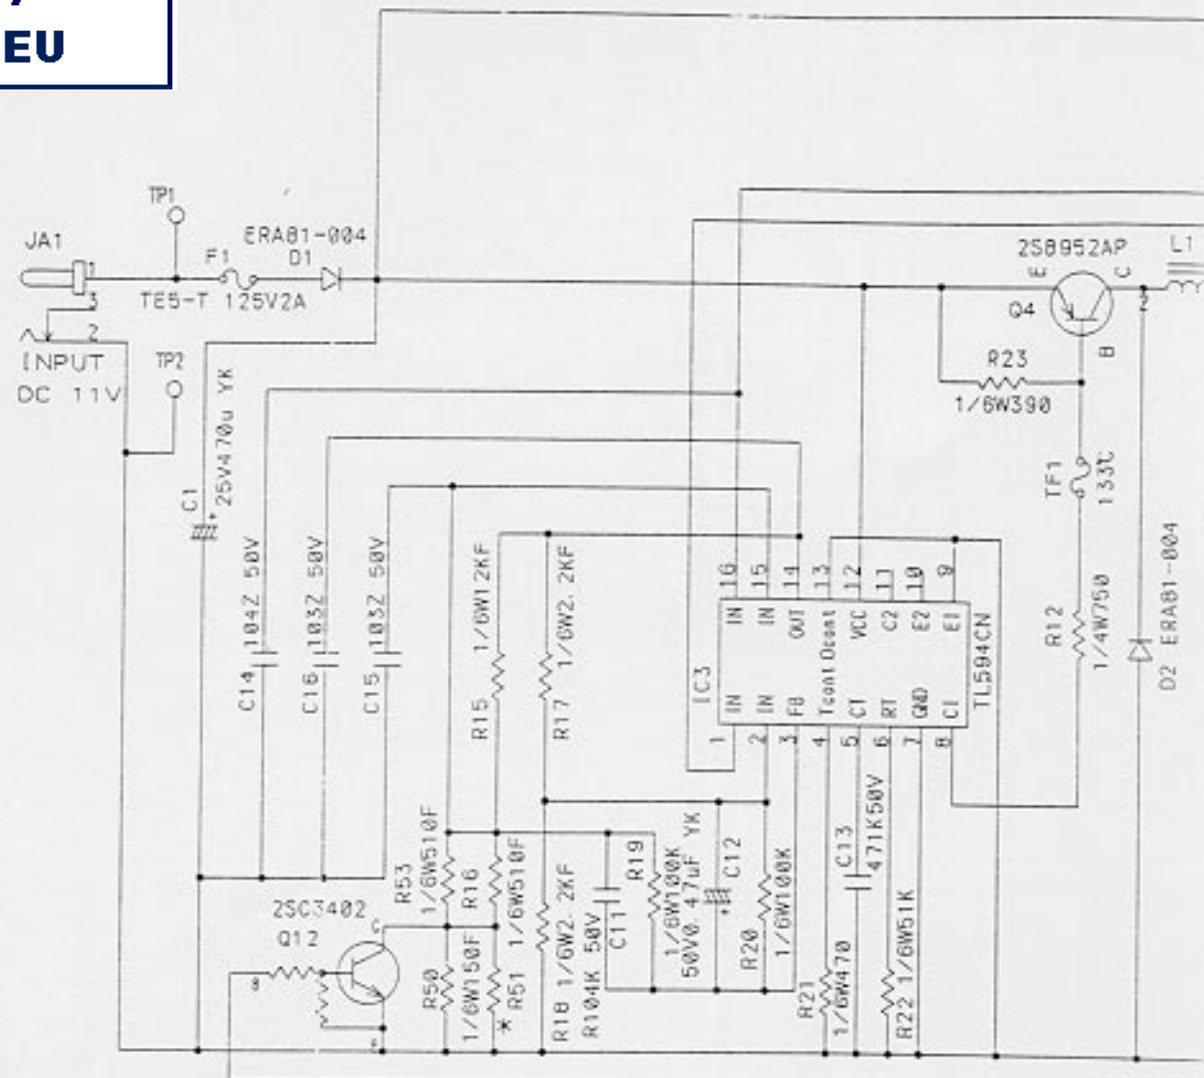 EU
TP1
JA1
F1
ERA81-004
D1
1
3
TE5-T 125V2A
2
INPUT
DC 11V
TP2
C1
25V470u YK
+
2SB952AP
L1
E
C
Q4
2
B
R23
1/6W390
TF1
133℃
R12
1/4W750
D2 ERA81-004
C14 104Z 50V
C16 103Z 50V
C15 103Z 50V
R15 1/6W12KF
R17 1/6W2.2KF
16
15
14
13
12
11
10
9
IN
IN
OUT
Ocont
VCC
C2
E2
E1
IC3
TL594CN
IN
IN
FB
Tcont
CT
RT
GND
C1
1
2
3
4
5
6
7
8
R53
1/6W510F
R16
1/6W510F
R19
1/6W100K
50V0.47uF YK
C12
+
C13
471K50V
2SC3402
Q12
C
B
E
R50
1/6W150F
* R51
R18 1/6W2.2KF
R104K 50V
C11
R20
1/6W100K
R21
1/6W470
R22 1/6W51K